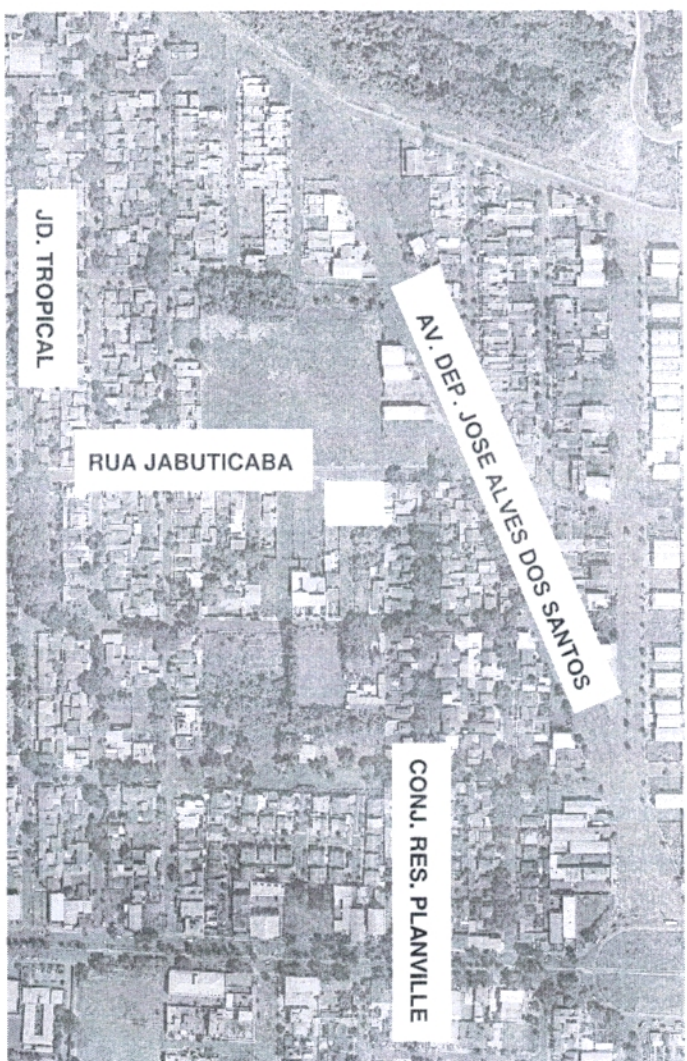 JD. TROPICAL
RUA JABUTICABA
AV. DEP. JOSE ALVES DOS SANTOS
CONJ. RES. PLANVILLE